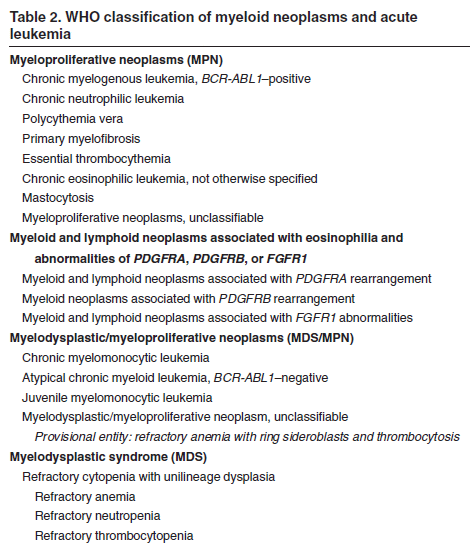 Table 2. WHO classification of myeloid neoplasms and acute
leukemia
Myeloproliferative neoplasms (MPN)
Chronic myelogenous leukemia, BCR-ABL1–positive
Chronic neutrophilic leukemia
Polycythemia vera
Primary myelofibrosis
Essential thrombocythemia
Chronic eosinophilic leukemia, not otherwise specified
Mastocytosis
Myeloproliferative neoplasms, unclassifiable
Myeloid and lymphoid neoplasms associated with eosinophilia and
abnormalities of PDGFRA, PDGFRB, or FGFR1
Myeloid and lymphoid neoplasms associated with PDGFRA rearrangement
Myeloid neoplasms associated with PDGFRB rearrangement
Myeloid and lymphoid neoplasms associated with FGFR1 abnormalities
Myelodysplastic/myeloproliferative neoplasms (MDS/MPN)
Chronic myelomonocytic leukemia
Atypical chronic myeloid leukemia, BCR-ABL1–negative
Juvenile myelomonocytic leukemia
Myelodysplastic/myeloproliferative neoplasm, unclassifiable
Provisional entity: refractory anemia with ring sideroblasts and thrombocytosis
Myelodysplastic syndrome (MDS)
Refractory cytopenia with unilineage dysplasia
Refractory anemia
Refractory neutropenia
Refractory thrombocytopenia